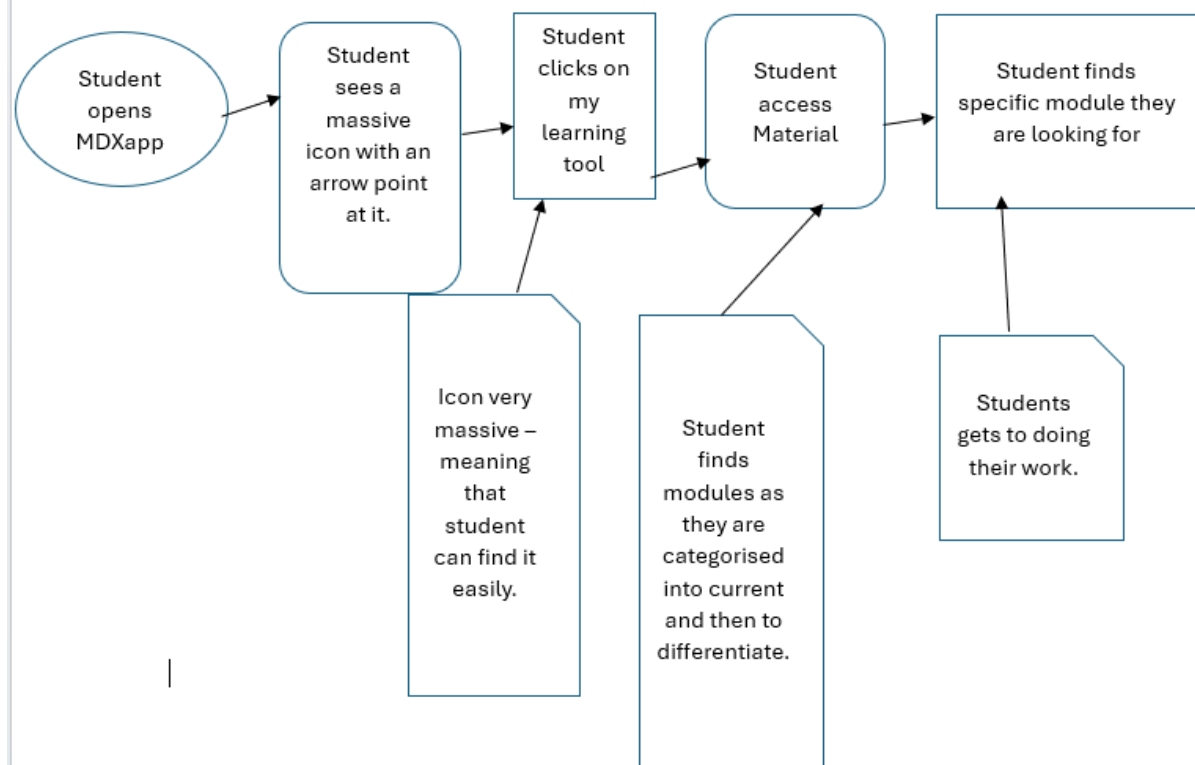 Student
opens
MDXapp
Student
sees a
massive
icon with an
arrow point
at it.
Student
clicks on
my
learning
tool
Student
access
Material
Student finds
specific module they
are looking for
Icon very
massive –
meaning
that
student
can find it
easily.
Student
finds
modules as
they are
categorised
into current
and then to
differentiate.
Students
gets to doing
their work.